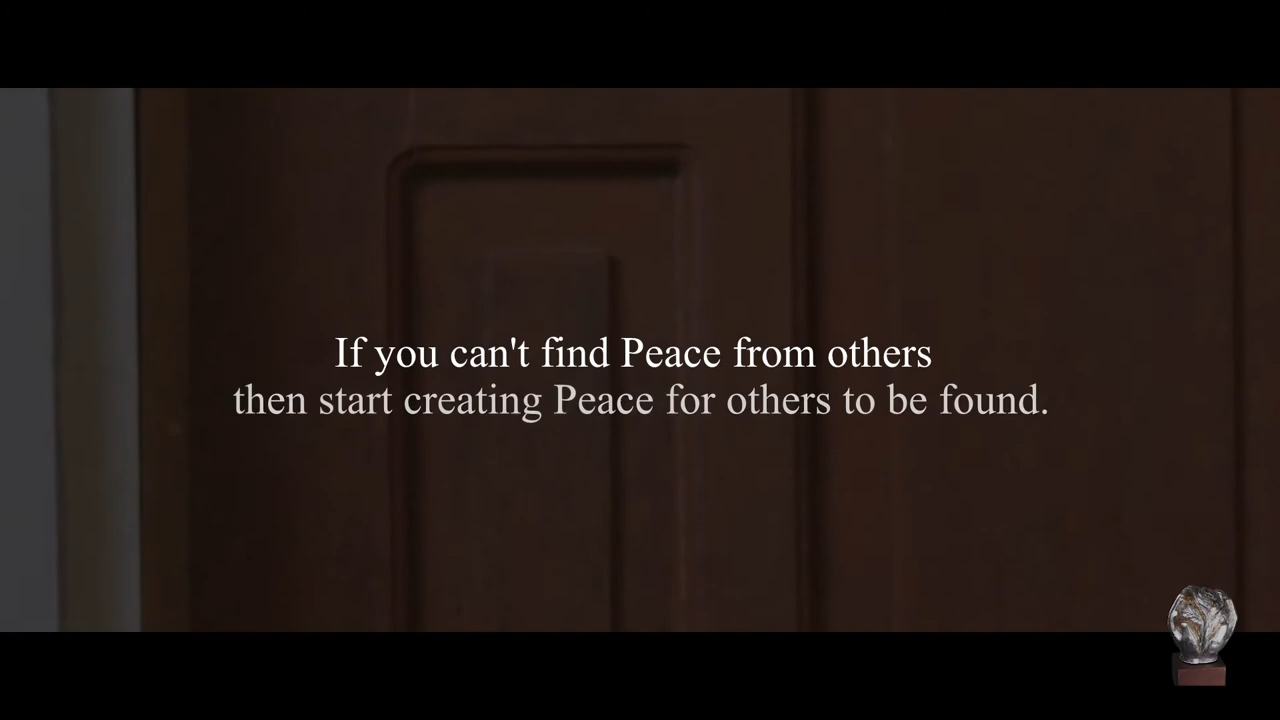 If you can't find Peace from others
then start creating Peace for others to be found.